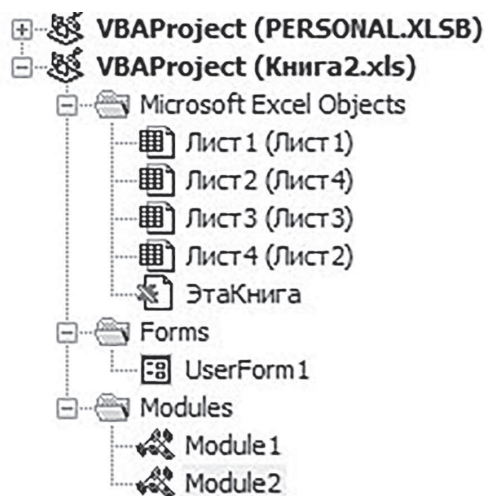 VBAProject (PERSONAL.XLSB)
VBAProject (Книга2.xls)
Microsoft Excel Objects
Лист1 (Лист1)
Лист2 (Лист4)
Лист3 (Лист3)
Лист4 (Лист2)
ЭтаКнига
Forms
UserForm1
Modules
Module1
Module2